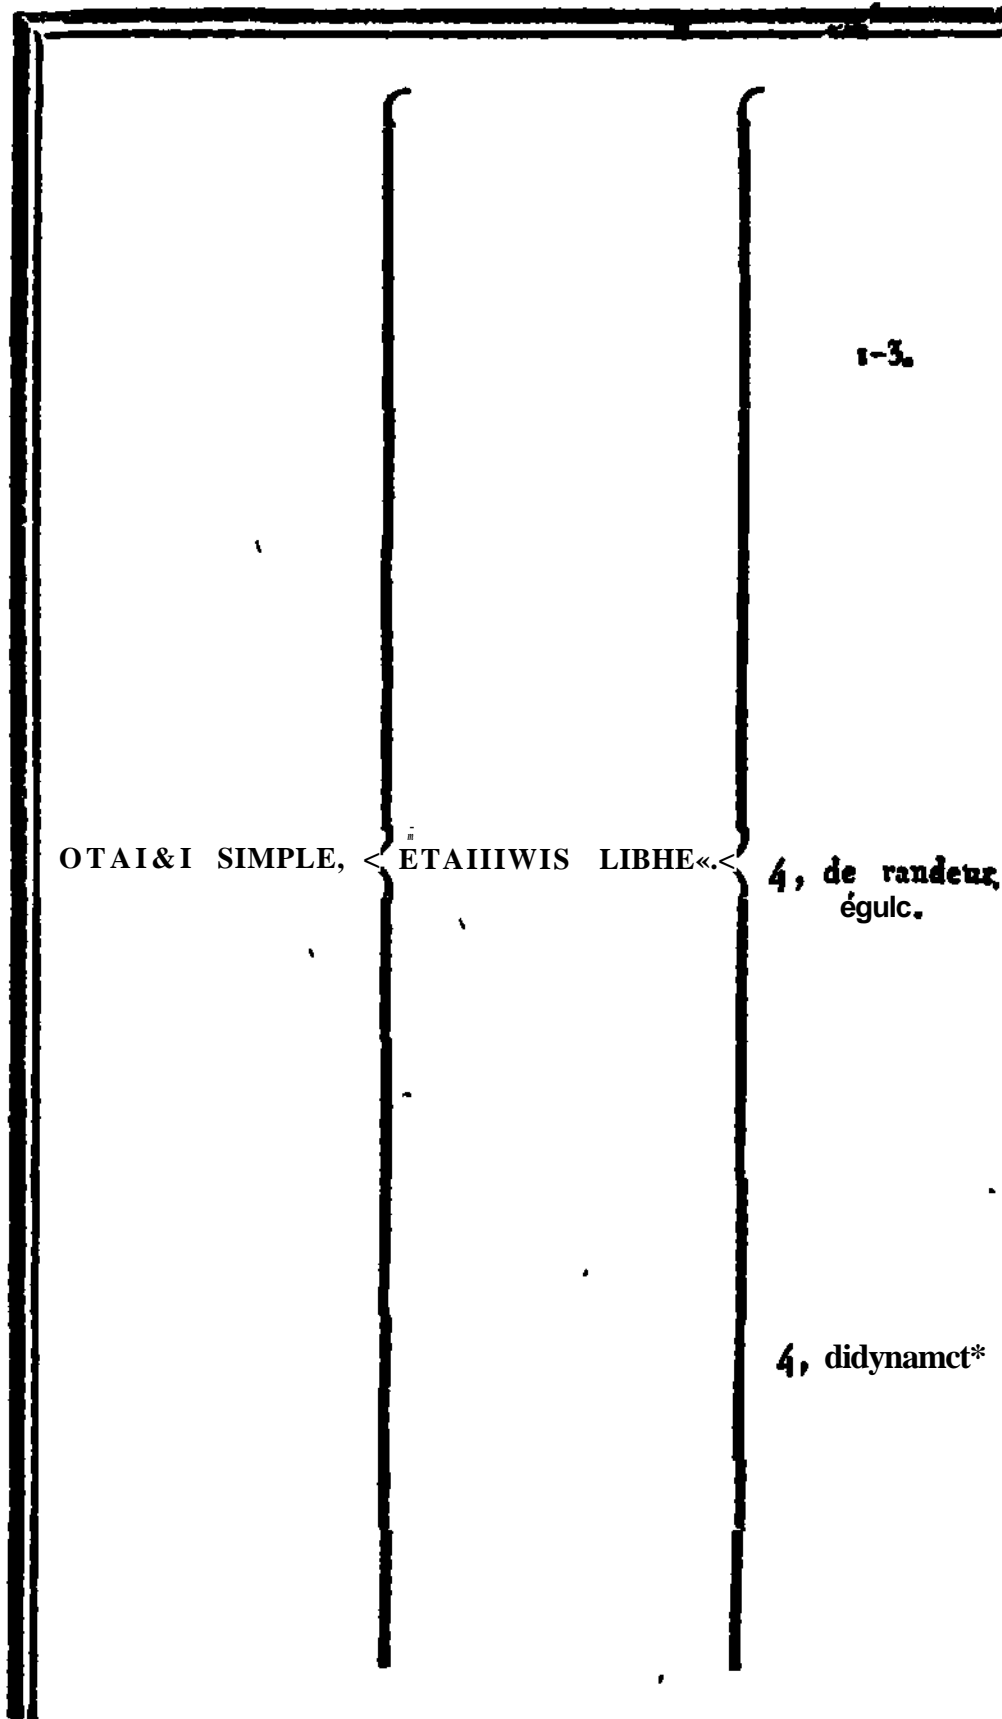 1-3.
OTAI&I SIMPLE, < ETAIIIWIS LIBHE«.< 4, de randeur,
égulc.
4, didynamct*